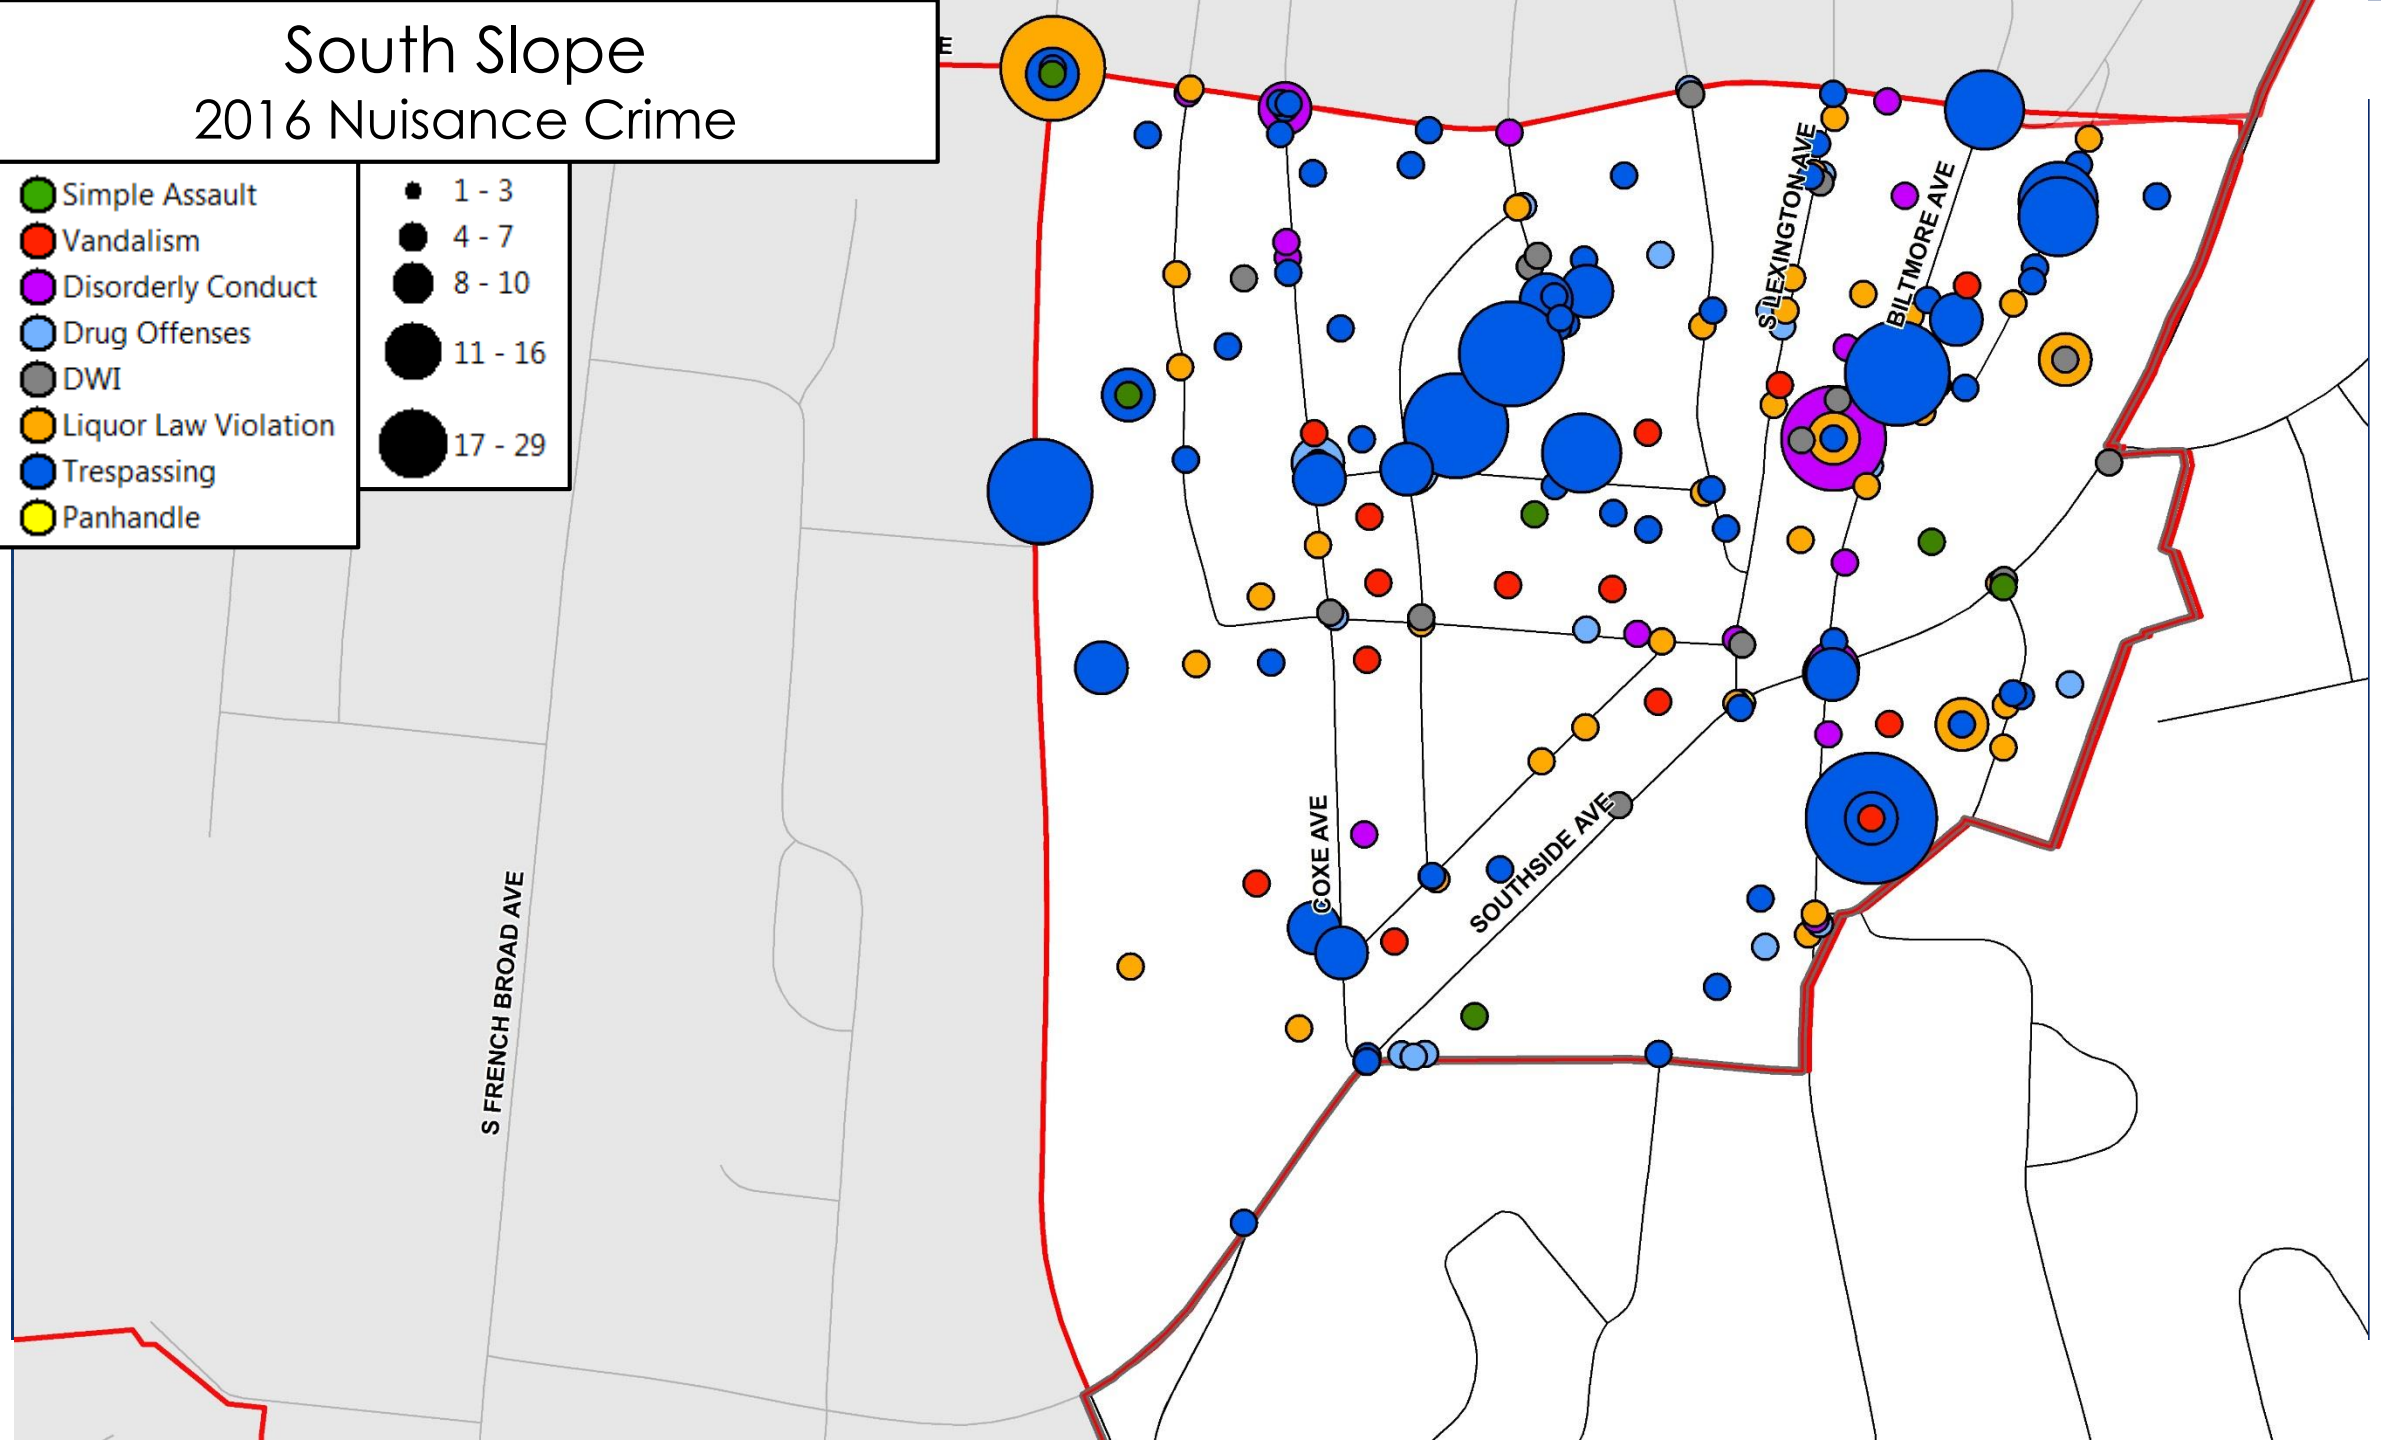 South Slope
2016 Nuisance Crime
E
Simple Assault
Vandalism
Disorderly Conduct
Drug Offenses
DWI
Liquor Law Violation
Trespassing
Panhandle
1 - 3
4 - 7
8 - 10
11 - 16
17 - 29
S LEXINGTON AVE
BILTMORE AVE
COXE AVE
SOUTHSIDE AVE
S FRENCH BROAD AVE